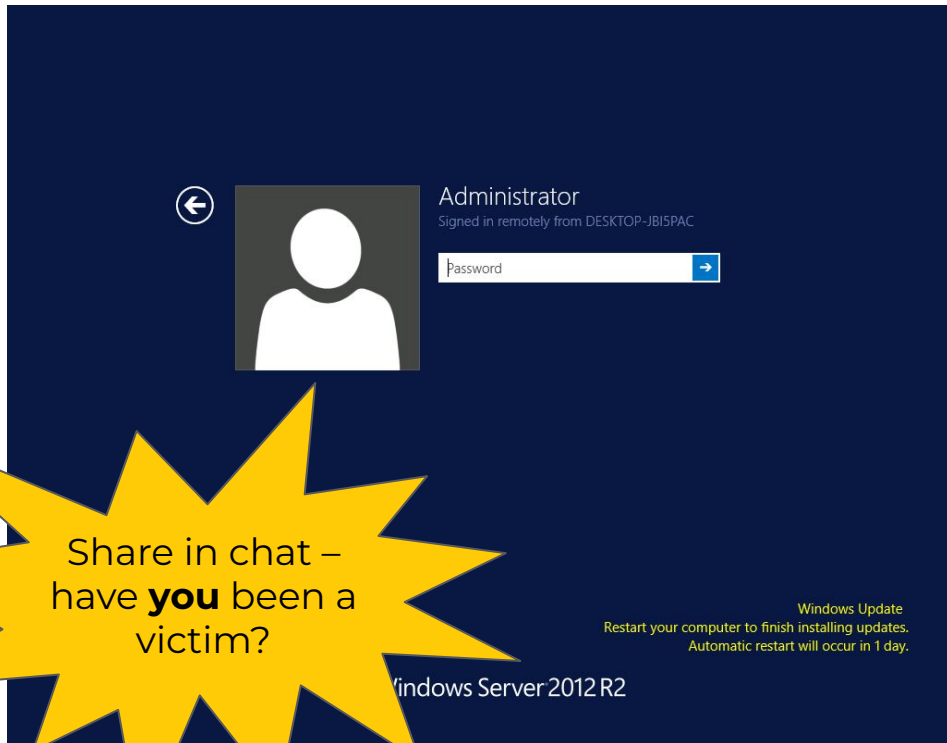 Administrator
Signed in remotely from DESKTOP-JBI5PAC
Password
Share in chat –
have you been a
victim?
Windows Update
Restart your computer to finish installing updates.
Automatic restart will occur in 1 day.
indows Server 2012 R2